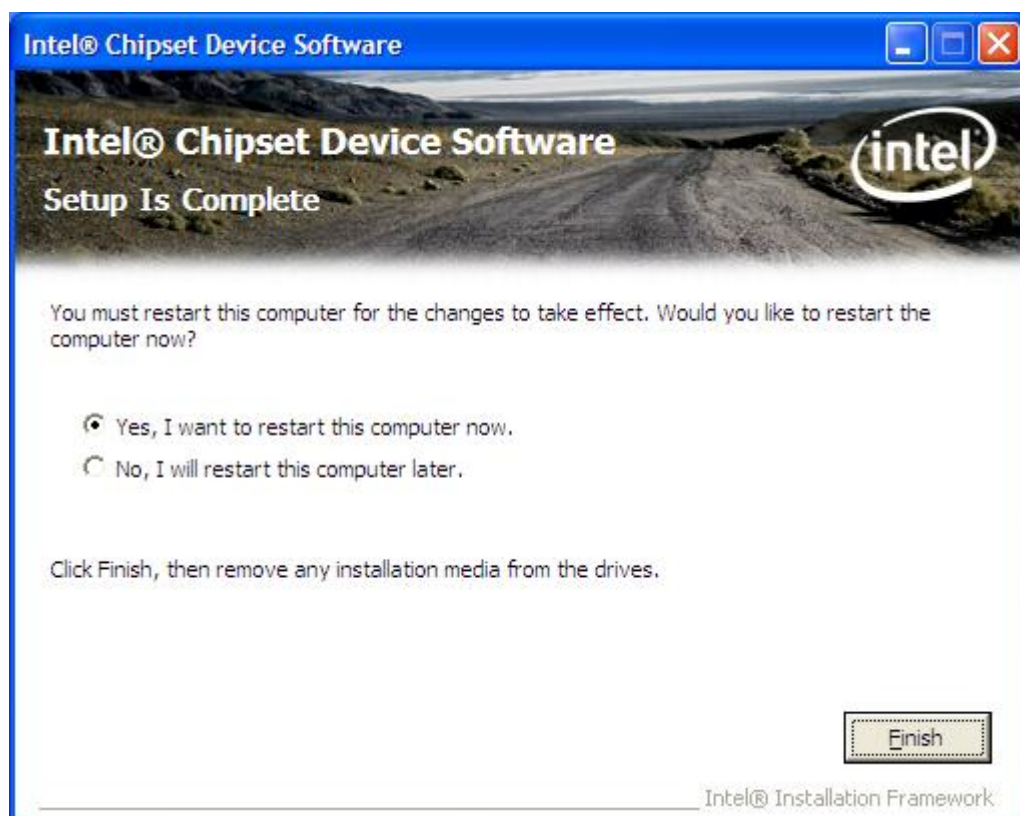 Intel® Chipset Device Software
Intel® Chipset Device Software
intel
Setup Is Complete
You must restart this computer for the changes to take effect. Would you like to restart the
computer now?
Yes, I want to restart this computer now.
No, I will restart this computer later.
Click Finish, then remove any installation media from the drives.
Finish
Intel® Installation Framework